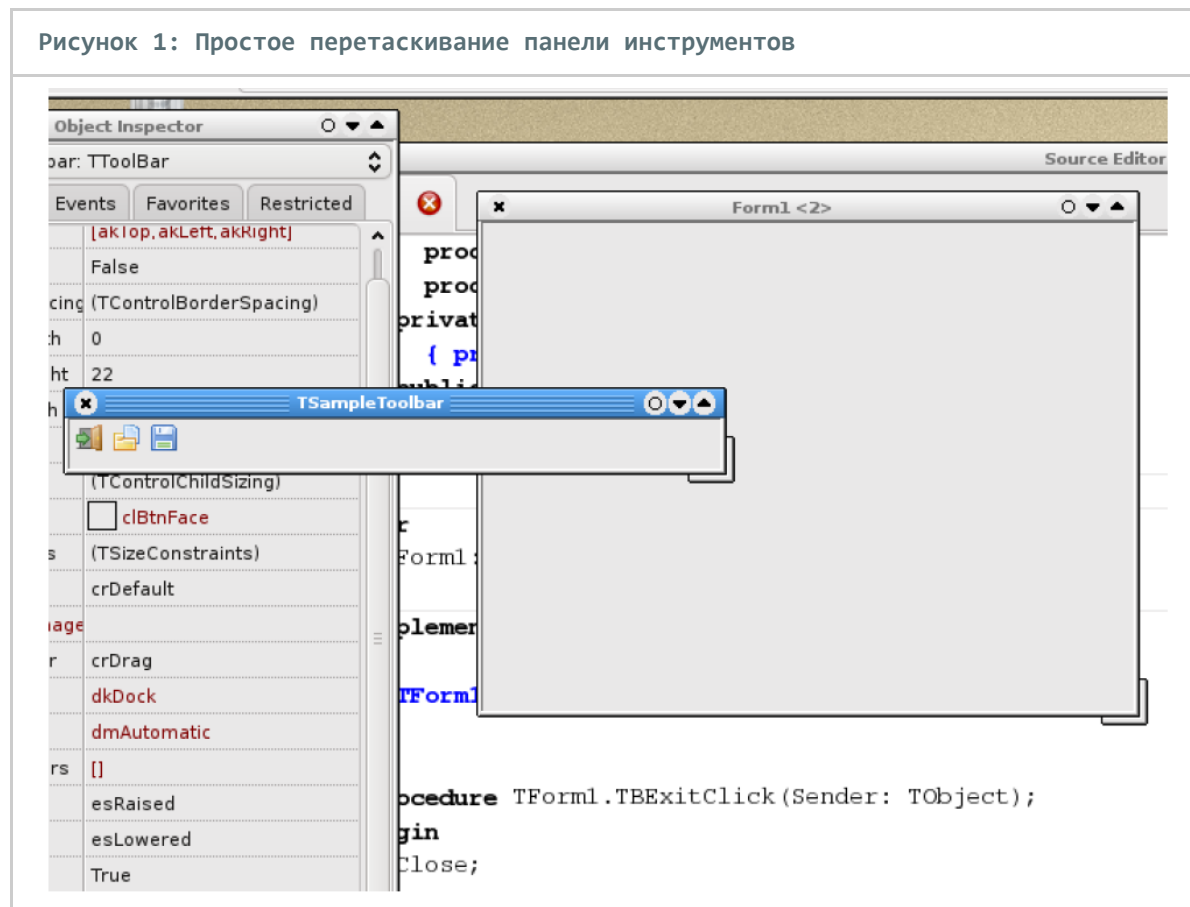 Рисунок 1: Простое перетаскивание панели инструментов
Object Inspector
Source Editor
bar: TToolBar
Events Favorites Restricted
Form1 <2>
[akTop,akLeft,akRight]
False
(TControlBorderSpacing)
0
22
TSampleToolbar
(TControlChildSizing)
clBtnFace
(TSizeConstraints)
crDefault
crDrag
dkDock
dmAutomatic
[]
esRaised
esLowered
True
proc
proc
privat
{ pr
Form1:
plemen
TForm1
ocedure TForm1.TBExitClick(Sender: TObject);
gin
Close;